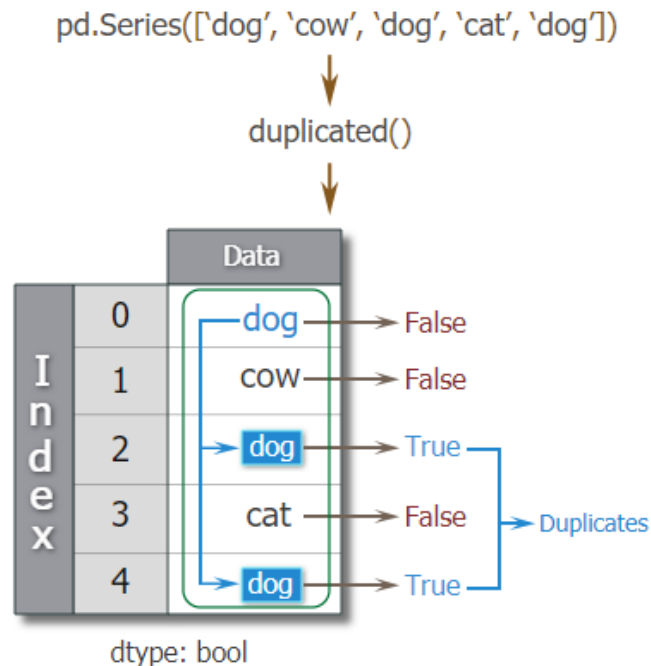 pd.Series([‘dog’, ‘cow’, ‘dog’, ‘cat’, ‘dog’])
duplicated()
Data
Index
0 dog False
1 cow False
2 dog True
3 cat False
Duplicates
4 dog True
dtype: bool